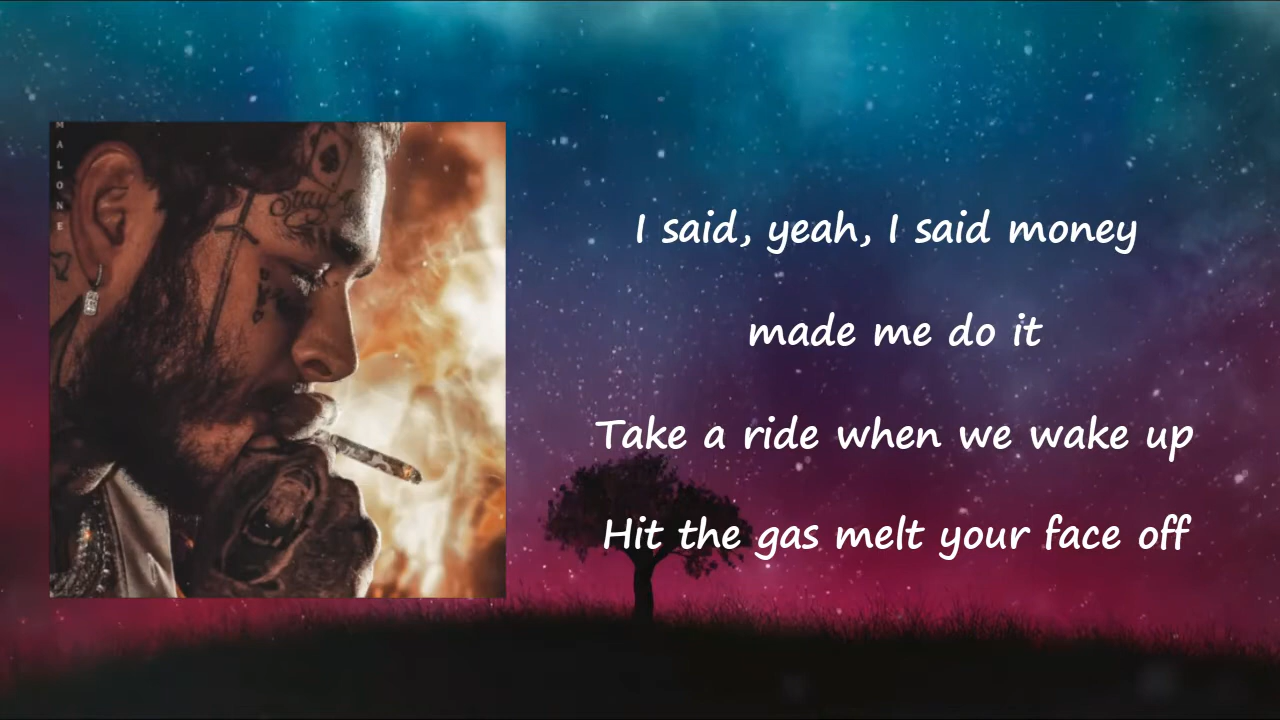 MALONE
Stay A
I said, yeah, I said money
made me do it
Take a ride when we wake up
Hit the gas melt your face off